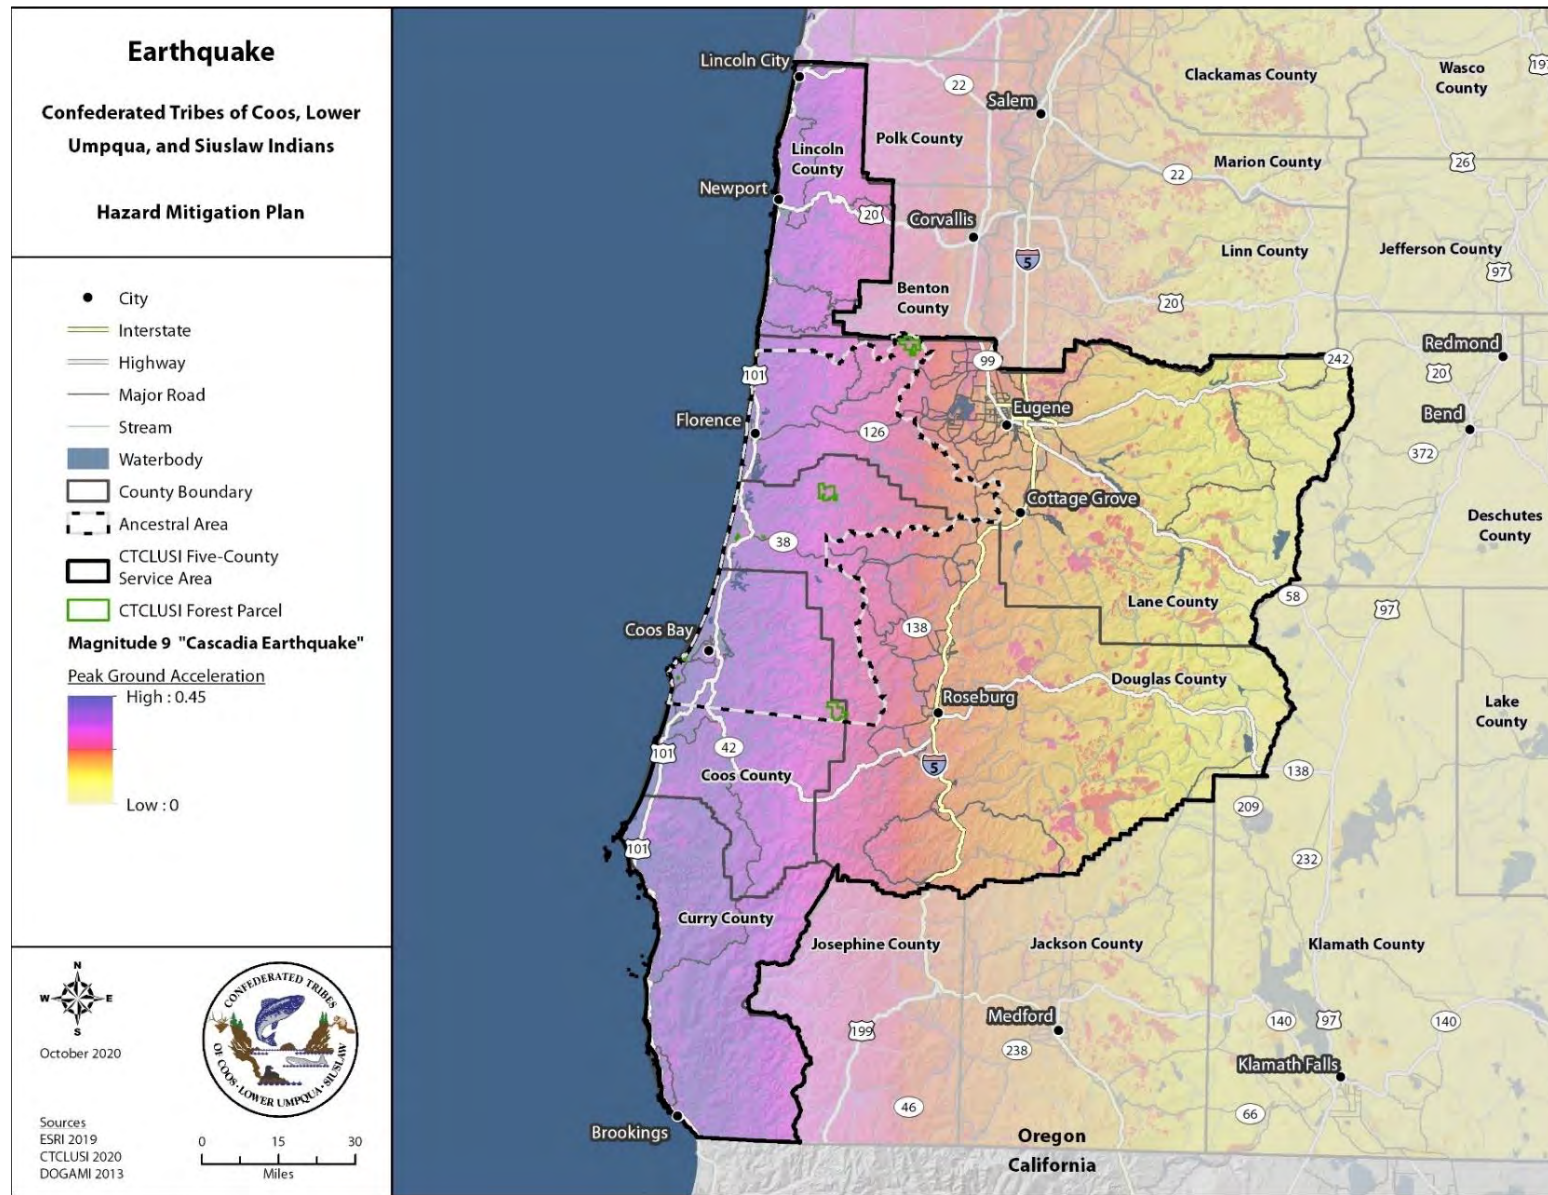 Earthquake
Confederated Tribes of Coos, Lower
Umpqua, and Siuslaw Indians
Hazard Mitigation Plan
City
Interstate
Highway
Major Road
Stream
Waterbody
County Boundary
Ancestral Area
CTCLUSI Five-County
Service Area
CTCLUSI Forest Parcel
Magnitude 9 "Cascadia Earthquake"
Peak Ground Acceleration
High : 0.45
Low : 0
N
W E
S
October 2020
CONFEDERATED TRIBES
OF COOS · LOWER UMPQUA · SIUSLAW
Sources
ESRI 2019
CTCLUSI 2020
DOGAMI 2013
0 15 30
Miles
Lincoln City
22
Salem
Clackamas County
Wasco
County
197
Polk County
Lincoln
County
Marion County
26
22
Newport
20
Corvallis
5
Linn County
Jefferson County
97
Benton
County
20
Redmond
242
99
101
20
Eugene
Bend
Florence
126
372
Cottage Grove
Deschutes
County
38
58
97
Lane County
Coos Bay
138
Douglas County
Roseburg
Lake
County
101
42
5
Coos County
138
209
101
232
Curry County
Josephine County
Jackson County
Klamath County
199
Medford
238
140
97
140
Klamath Falls
46
66
Brookings
Oregon
California